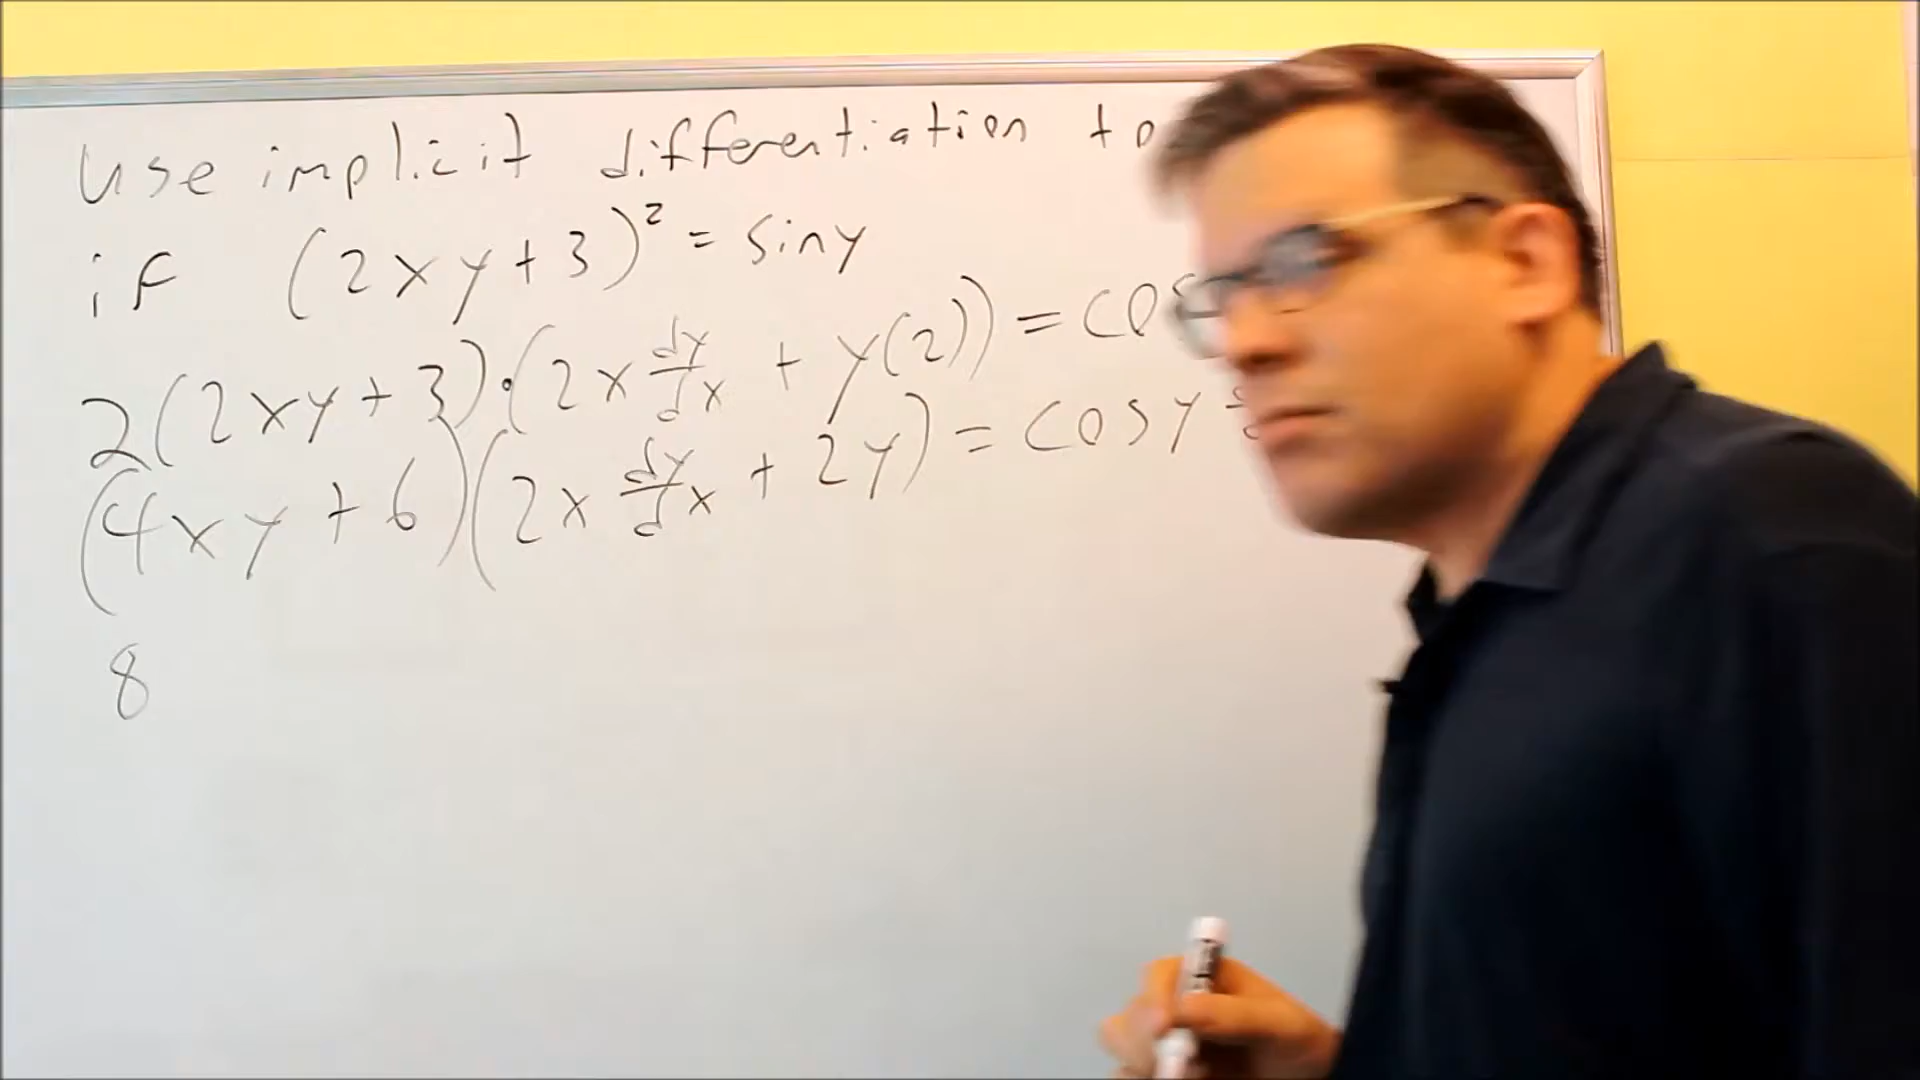 Use implicit differentiation to
if (2xy+3)² = siny
2(2xy+3)·(2x dy/dx + y(2)) = cos
(4xy+6)(2x dy/dx + 2y) = cosy
8